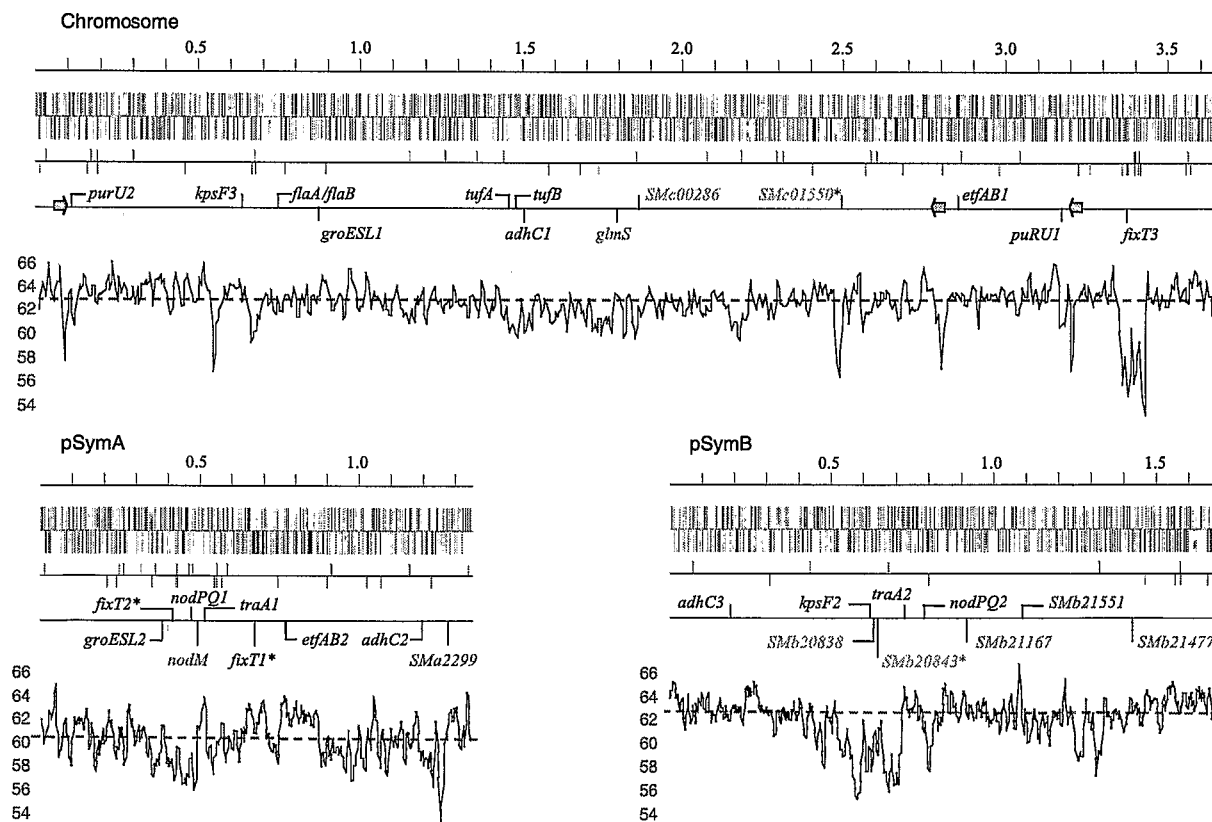 Chromosome
0.5 1.0 1.5 2.0 2.5 3.0 3.5
purU2 kpsF3 flaA/flaB tufA tufB SMc00286 SMc01550* etfAB1
groESL1 adhC1 glmS puRU1 fixT3
66
64
62
60
58
56
54
pSymA pSymB
0.5 1.0 0.5 1.0 1.5
nodPQ1 traA2
fixT2* traA1 adhC3 kpsF2 nodPQ2 SMb21551
groESL2 etfAB2 adhC2 SMb20838 SMb21167 SMb21477
nodM fixT1* SMa2299 SMb20843*
66 66
64 64
62 62
60 60
58 58
56 56
54 54